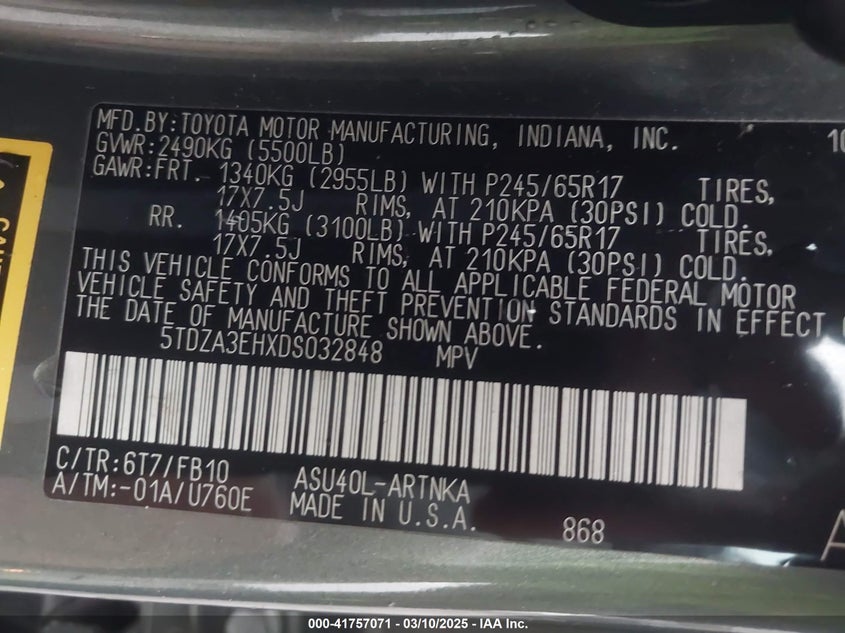 MFD.BY:TOYOTA MOTOR MANUFACTURING, INDIANA, INC. 10
GVWR:2490KG (5500LB)
GAWR:FRT. 1340KG (2955LB) WITH P245/65R17 TIRES,
17X7.5J RIMS, AT 210KPA (30PSI) COLD.
RR. 1405KG (3100LB) WITH P245/65R17 TIRES,
17X7.5J RIMS, AT 210KPA (30PSI) COLD.
THIS VEHICLE CONFORMS TO ALL APPLICABLE FEDERAL MOTOR
VEHICLE SAFETY AND THEFT PREVENTION STANDARDS IN EFFECT
THE DATE OF MANUFACTURE SHOWN ABOVE.
5TDZA3EHXDS032848 MPV
C/TR:6T7/FB10 ASU40L-ARTNKA
A/TM:-01A/U760E MADE IN U.S.A.
868
000-41757071 — 03/10/2025 — IAA Inc.